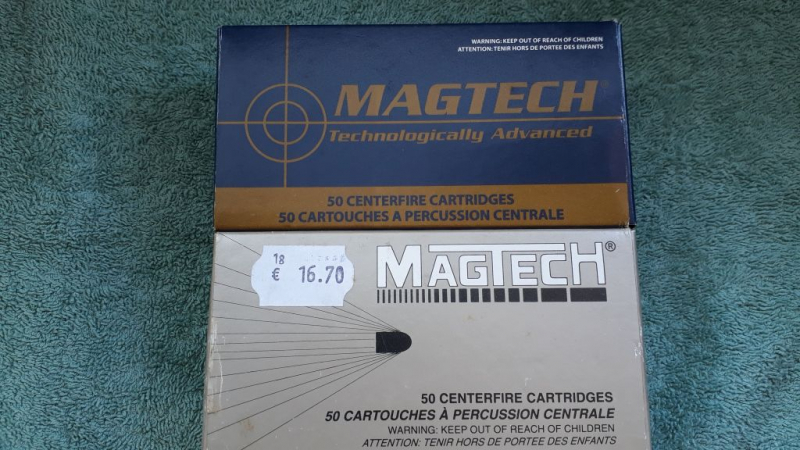 WARNING: KEEP OUT OF REACH OF CHILDREN
ATTENTION: TENIR HORS DE PORTEE DES ENFANTS
MAGTECH
Technologically Advanced
50 CENTERFIRE CARTRIDGES
50 CARTOUCHES A PERCUSSION CENTRALE
18
€ 16.70
MAGTECH®
50 CENTERFIRE CARTRIDGES
50 CARTOUCHES À PERCUSSION CENTRALE
WARNING: KEEP OUT OF REACH OF CHILDREN
ATTENTION: TENIR HORS DE PORTEE DES ENFANTS